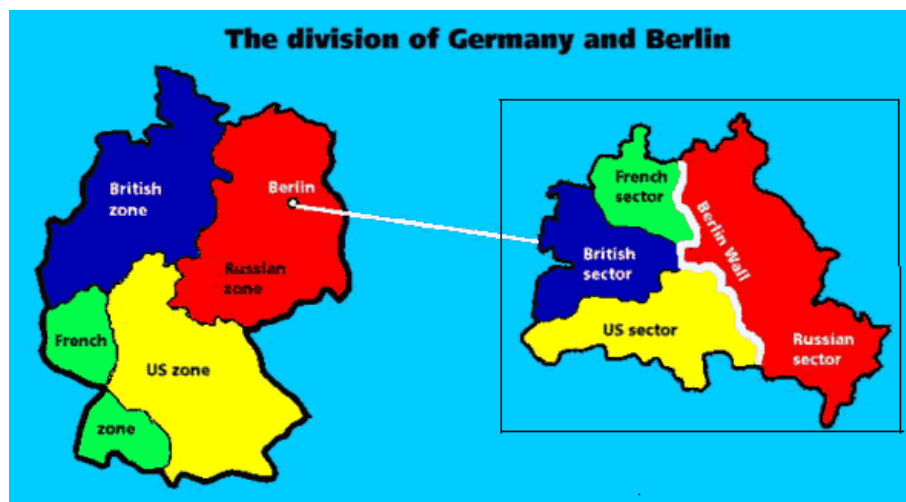 The division of Germany and Berlin
British
zone
Berlin
Russian
zone
French
US zone
zone
French
sector
Berlin Wall
British
sector
US sector
Russian
sector